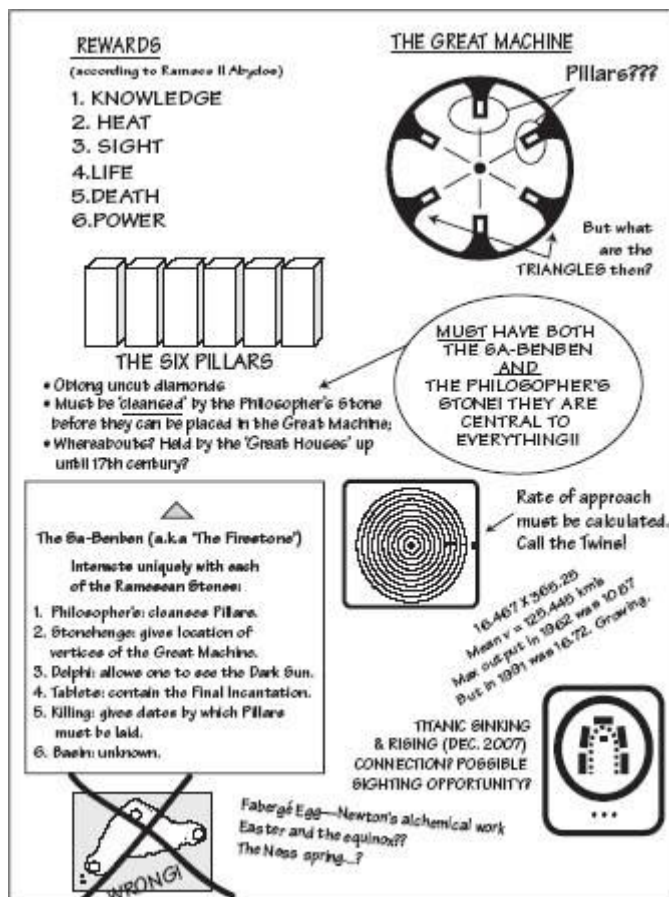 REWARDS
(according to Ramses II Abydos)
1. KNOWLEDGE
2. HEAT
3. SIGHT
4.LIFE
5.DEATH
6.POWER
THE GREAT MACHINE
Pillars???
But what
are the
TRIANGLES then?
THE SIX PILLARS
• Oblong uncut diamonds
• Must be 'cleansed' by the Philosopher's Stone
before they can be placed in the Great Machine;
• Whereabouts? Held by the 'Great Houses' up
until 17th century?
MUST HAVE BOTH
THE SA-BENBEN
AND
THE PHILOSOPHER'S
STONE! THEY ARE
CENTRAL TO
EVERYTHING!!
The Sa-Benben (a.k.a 'The Firestone')
Interacts uniquely with each
of the Ramesean Stones:
1. Philosopher's: cleanses Pillars.
2. Stonehenge: gives location of
vertices of the Great Machine.
3. Delphi: allows one to see the Dark Sun.
4. Tablets: contain the Final Incantation.
5. Killing: gives dates by which Pillars
must be laid.
6. Basin: unknown.
Rate of approach
must be calculated.
Call the Twins!
16.467 X 365.25
Mean v = 125.445 km/s
Max output in 1962 was 10.57
But in 1991 was 16.72. Growing.
TITANIC SINKING
& RISING (DEC. 2007)
CONNECTION? POSSIBLE
SIGHTING OPPORTUNITY?
WRONG!
Fabergé Egg—Newton's alchemical work
Easter and the equinox??
The Ness spring...?